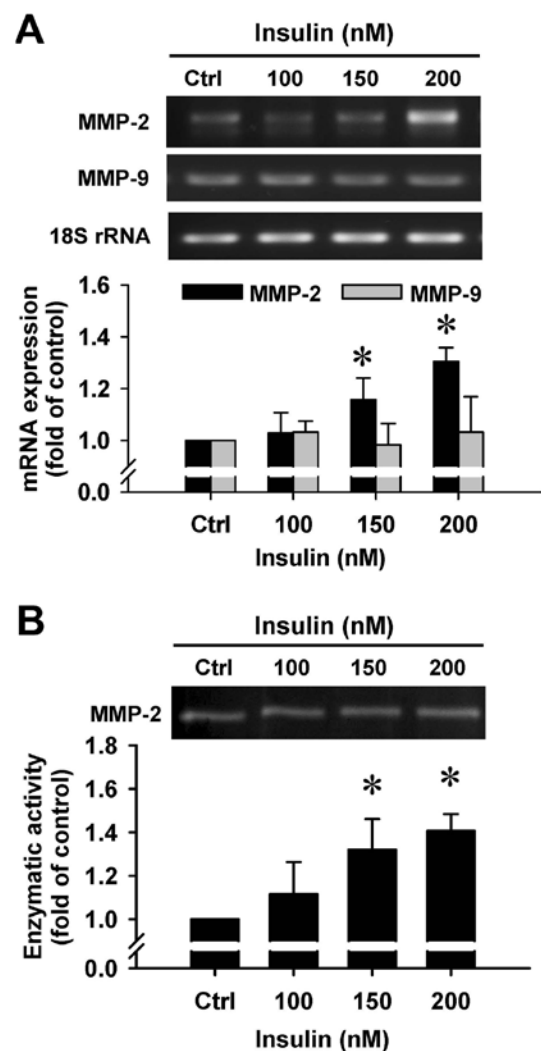 A
Insulin (nM)
Ctrl 100 150 200
MMP-2
MMP-9
18S rRNA
MMP-2 MMP-9
mRNA expression
(fold of control)
1.6
1.4
1.2
1.0
0.0
* *
Ctrl 100 150 200
Insulin (nM)
B
Insulin (nM)
Ctrl 100 150 200
MMP-2
Enzymatic activity
(fold of control)
1.8
1.6
1.4
1.2
1.0
0.0
* *
Ctrl 100 150 200
Insulin (nM)